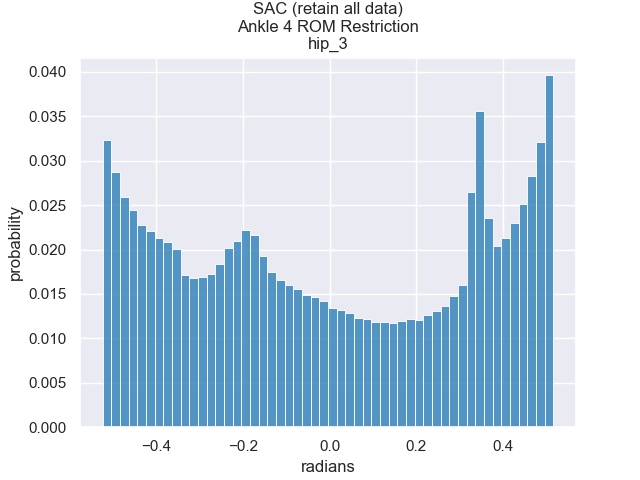 SAC (retain all data)
Ankle 4 ROM Restriction
hip_3
0.040
0.035
0.030
0.025
0.020
0.015
0.010
0.005
0.000
probability
−0.4
−0.2
0.0
0.2
0.4
radians